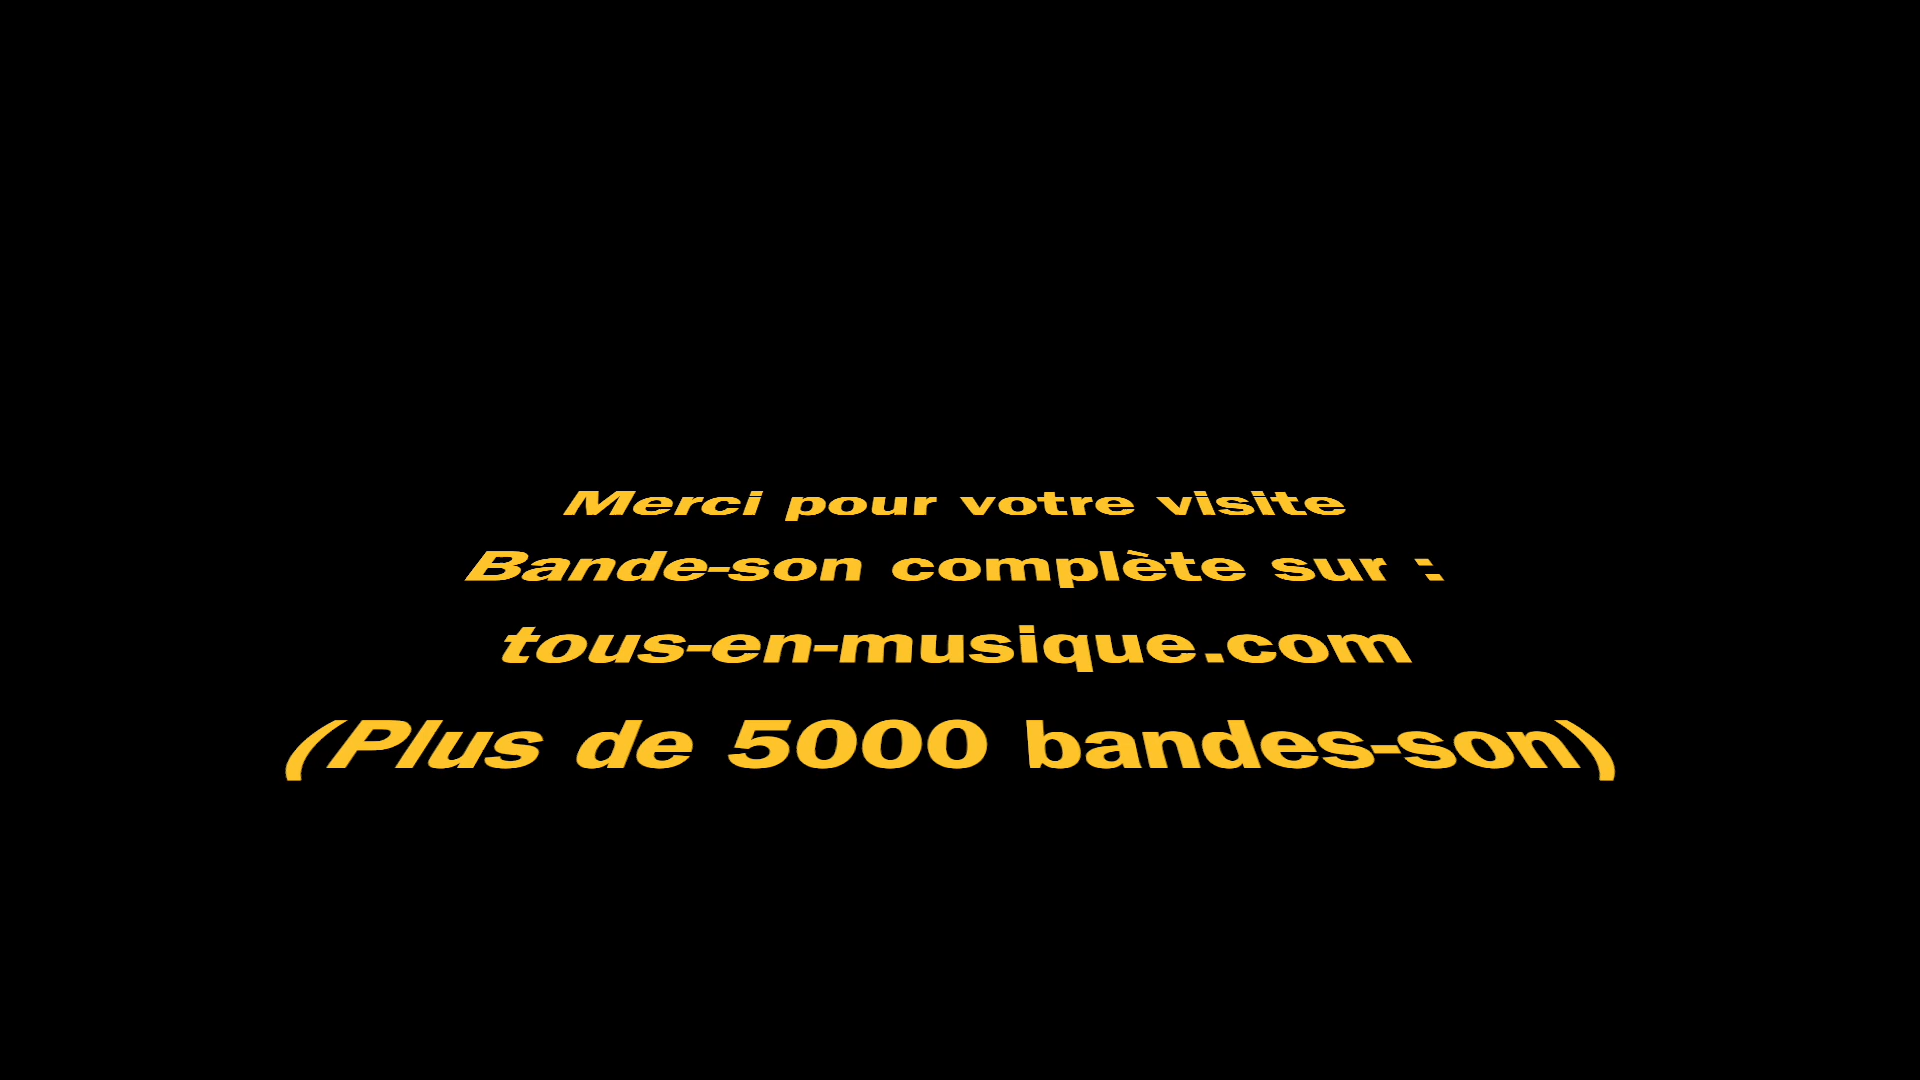 Merci pour votre visite
Bande-son complète sur :
tous-en-musique.com
(Plus de 5000 bandes-son)